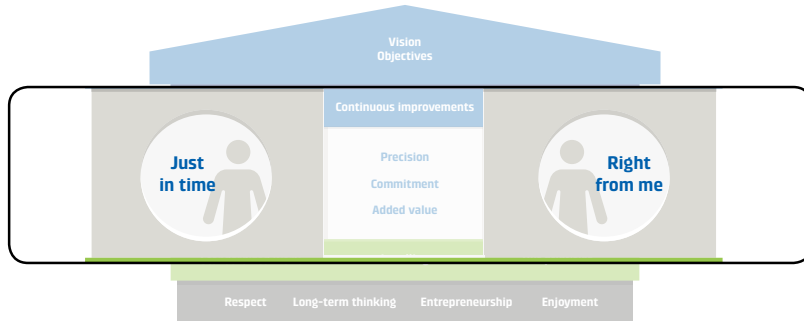 Vision
Objectives
Continuous improvements
Just
in time
Precision
Commitment
Added value
Right
from me
Respect Long-term thinking Entrepreneurship Enjoyment